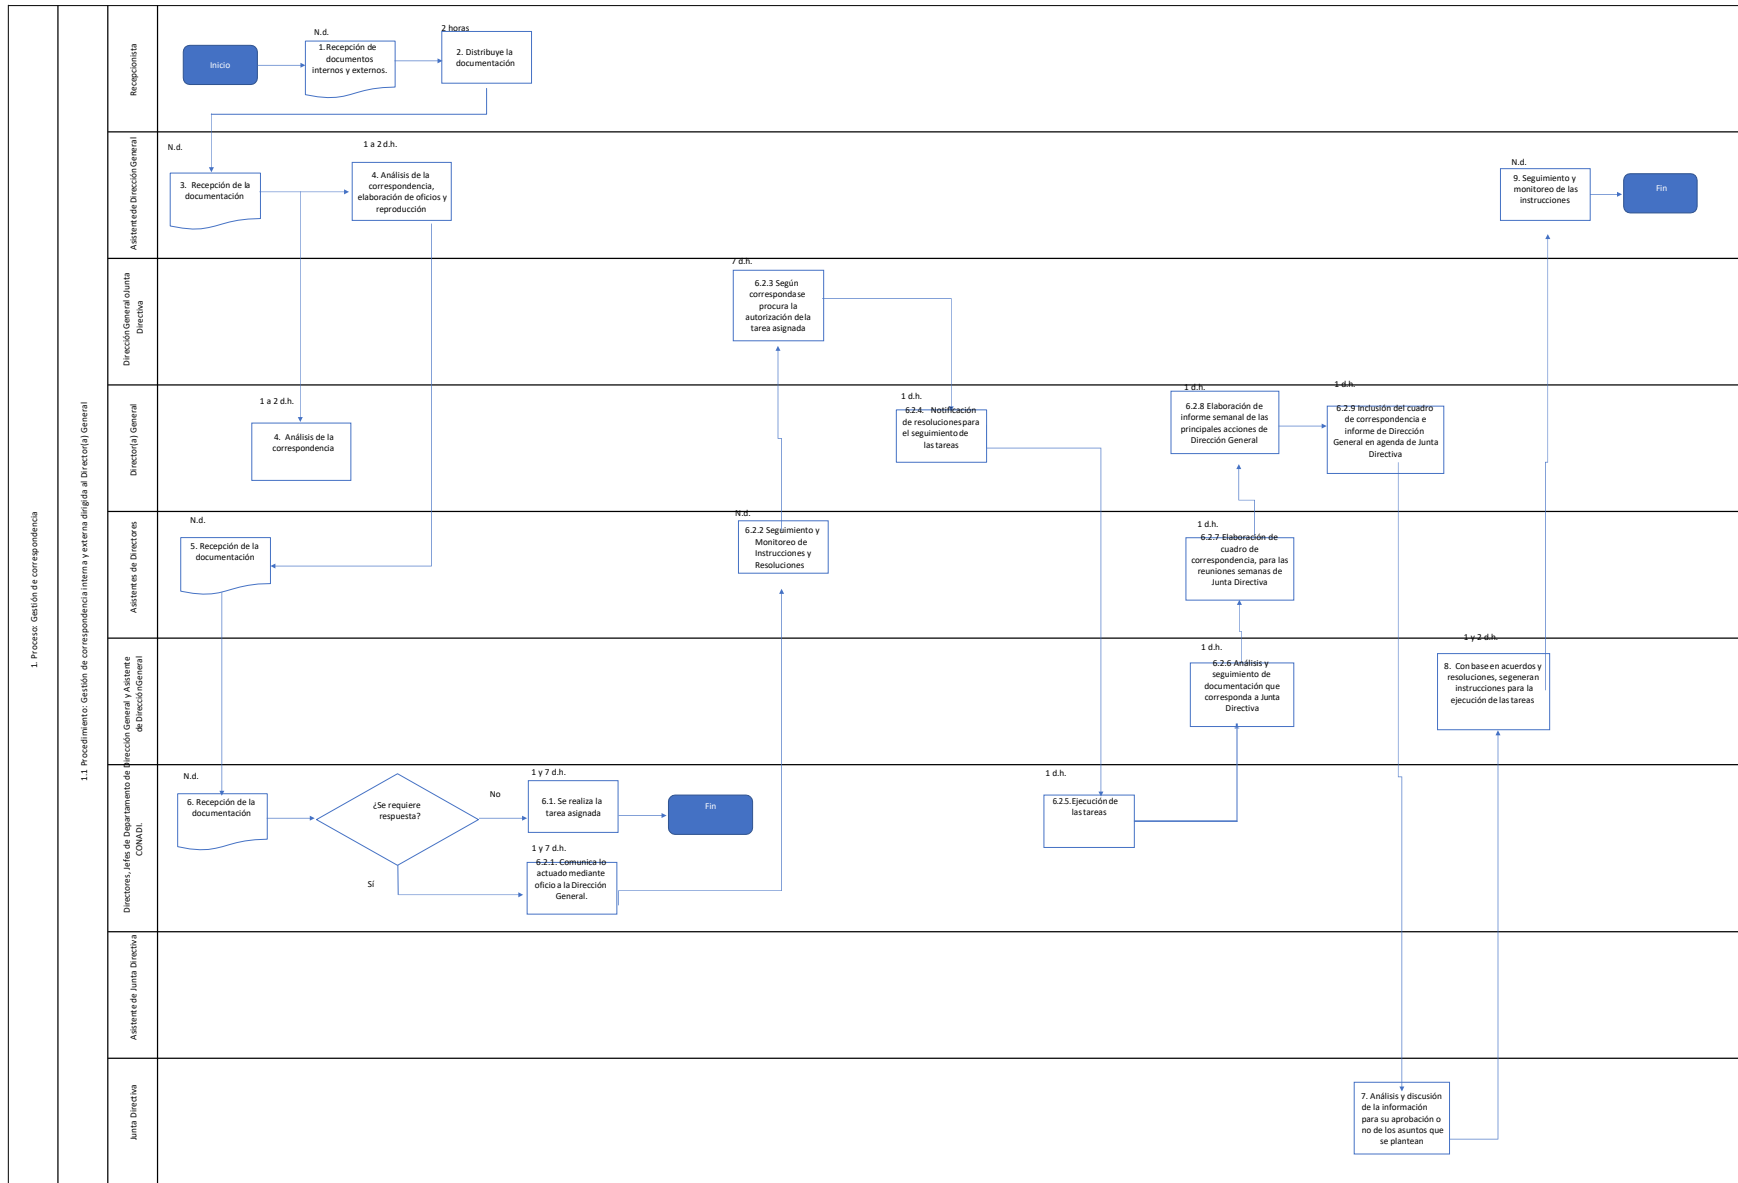 1. Proceso: Gestión de correspondencia
1.1 Procedimiento: Gestión de correspondencia interna y externa dirigida al Director(a) General
Recepcionista
Inicio
N.d.
1.Recepción de
documentos
internos y externos.
2 horas
2. Distribuye la
documentación
Asistente de Dirección General
N.d.
3. Recepción de la
documentación
1 a 2 d.h.
4. Análisis de la
correspondencia,
elaboración de oficios y
reproducción
N.d.
9. Seguimiento y
monitoreo de las
instrucciones
Fin
Dirección General o Junta
Directiva
7 d.h.
6.2.3 Según
corresponda se
procura la
autorización de la
tarea asignada
Director(a) General
1 a 2 d.h.
4. Análisis de la
correspondencia
1 d.h.
6.2.4. Notificación
de resoluciones para
el seguimiento de
las tareas
1 d.h.
6.2.8 Elaboración de
informe semanal de las
principales acciones de
Dirección General
1 d.h.
6.2.9 Inclusión del cuadro
de correspondencia e
informe de Dirección
General en agenda de Junta
Directiva
Asistentes de Directores
N.d.
5. Recepción de la
documentación
N.d.
6.2.2 Seguimiento y
Monitoreo de
Instrucciones y
Resoluciones
1 d.h.
6.2.7 Elaboración de
cuadro de
correspondencia, para las
reuniones semanas de
Junta Directiva
Directores, Jefes de Departamento de Dirección General y Asistente
de Dirección General
CONADI.
1 d.h.
6.2.6 Análisis y
seguimiento de
documentación que
corresponda a Junta
Directiva
1 y 2 d.h.
8. Con base en acuerdos y
resoluciones, se generan
instrucciones para la
ejecución de las tareas
N.d.
6. Recepción de la
documentación
¿Se requiere
respuesta?
No
Sí
1 y 7 d.h.
6.1. Se realiza la
tarea asignada
Fin
1 y 7 d.h.
6.2.1. Comunica lo
actuado mediante
oficio a la Dirección
General.
1 d.h.
6.2.5.Ejecución de
las tareas
Asistente de Junta Directiva
Junta Directiva
7. Análisis y discusión
de la información
para su aprobación o
no de los asuntos que
se plantean